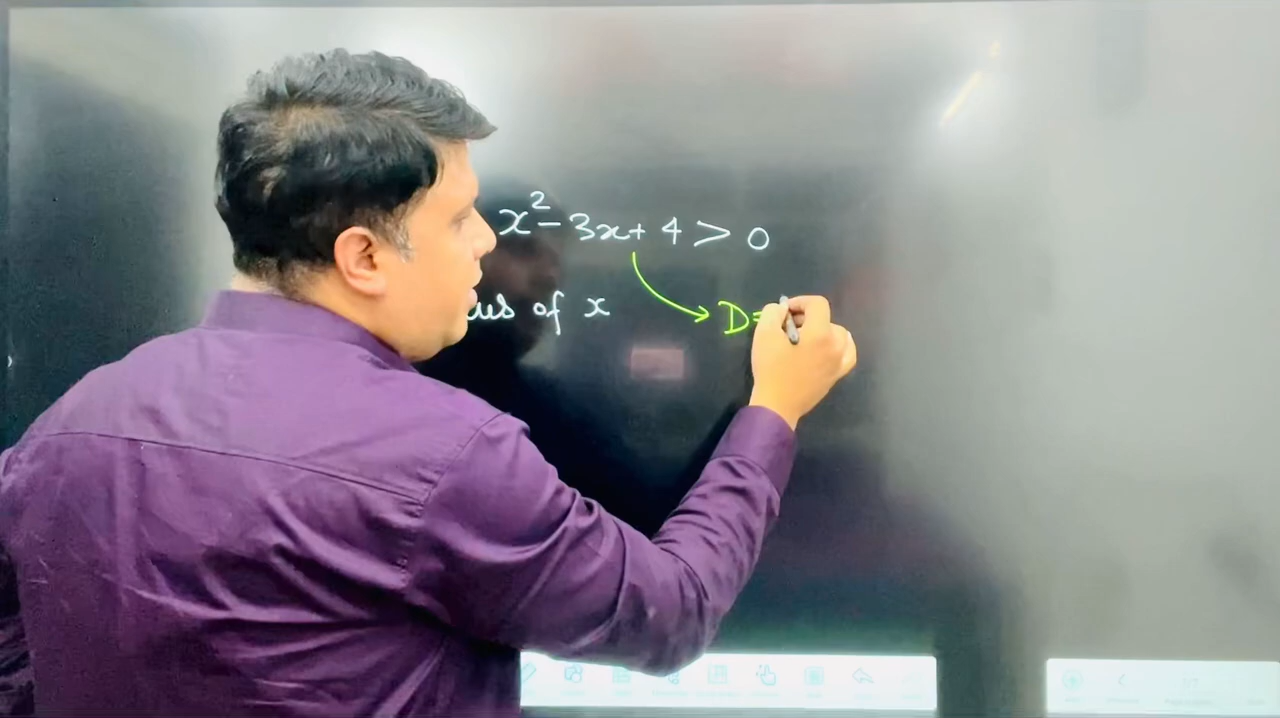 x² - 3x + 4 > 0
of x
D=